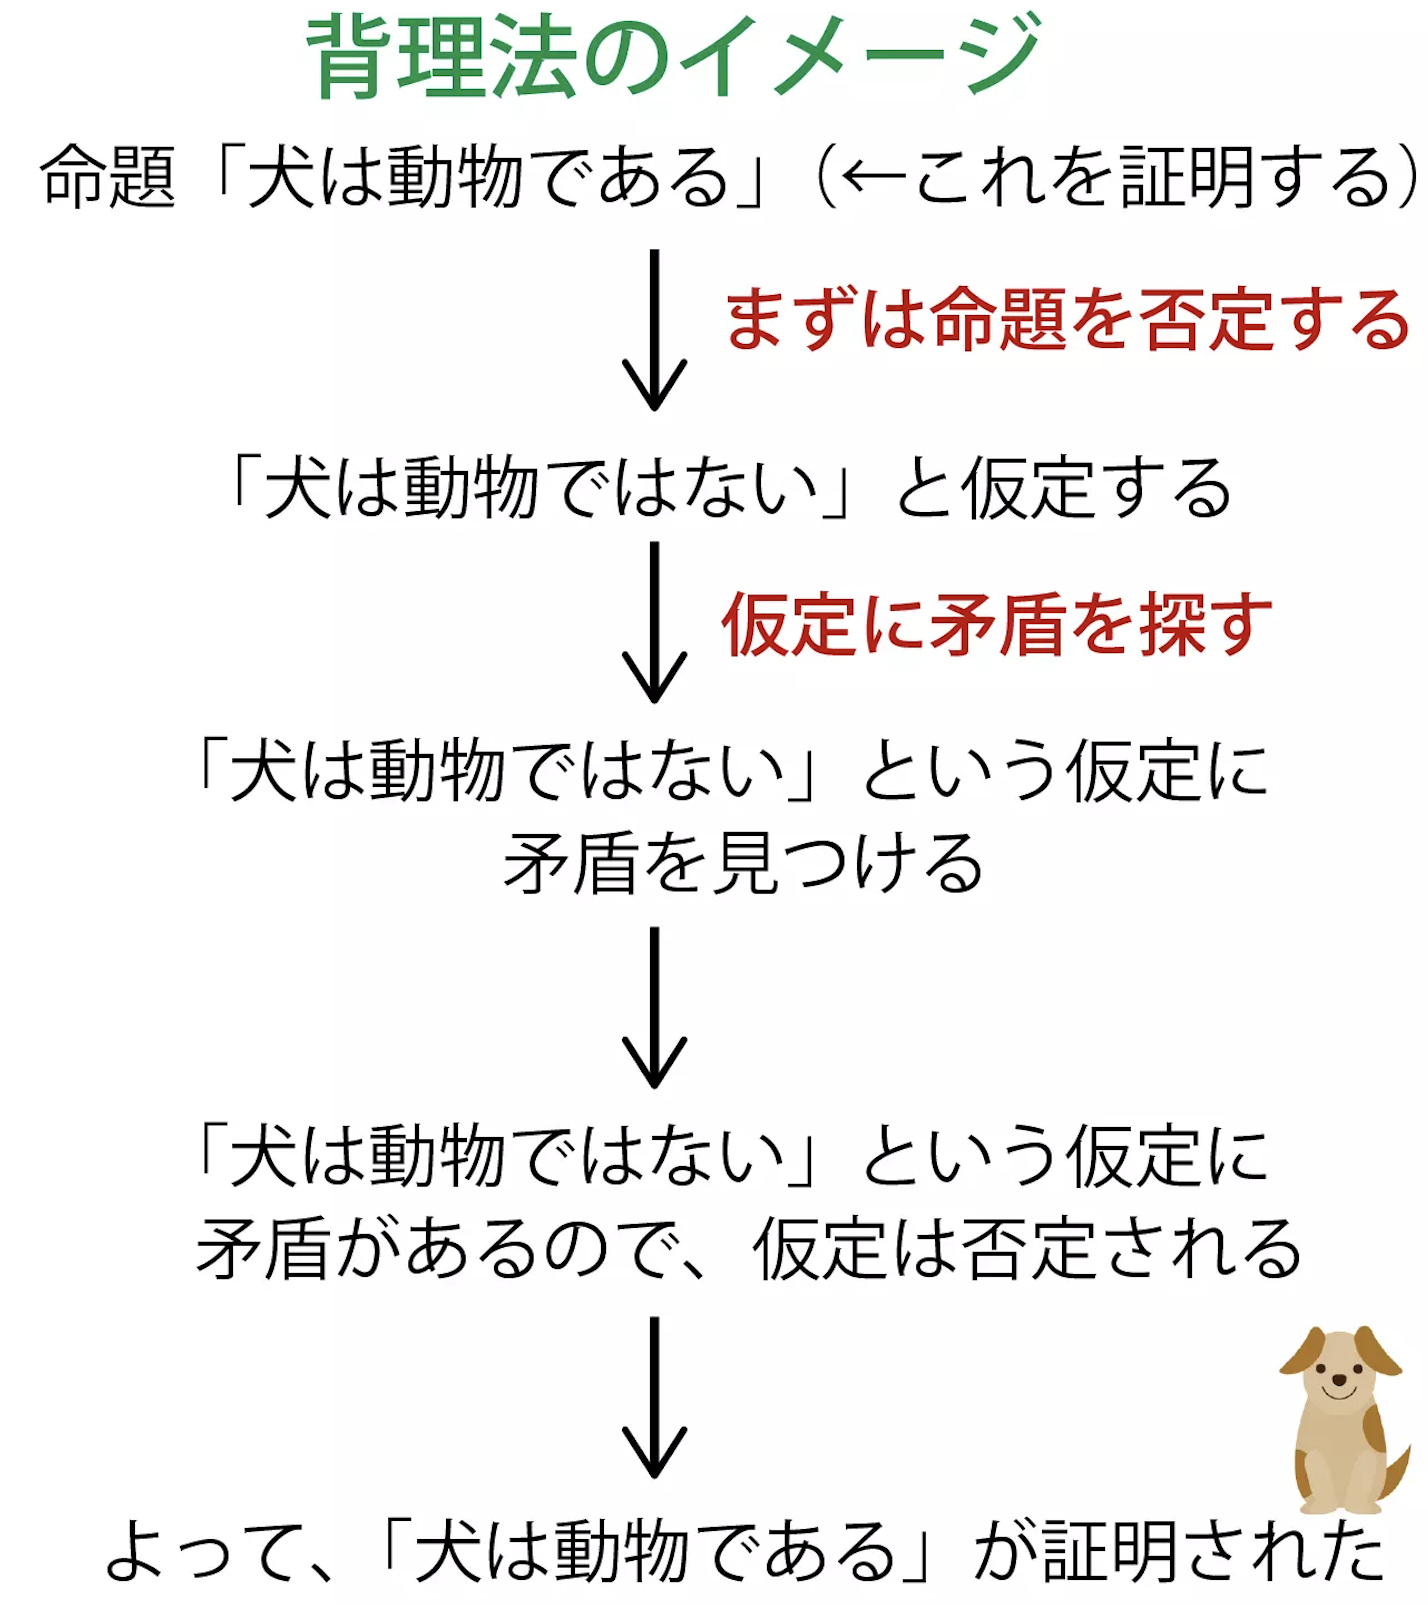 背理法のイメージ
命題「犬は動物である」（←これを証明する）
まずは命題を否定する
「犬は動物ではない」と仮定する
仮定に矛盾を探す
「犬は動物ではない」という仮定に
矛盾を見つける
「犬は動物ではない」という仮定に
矛盾があるので、仮定は否定される
よって、「犬は動物である」が証明された